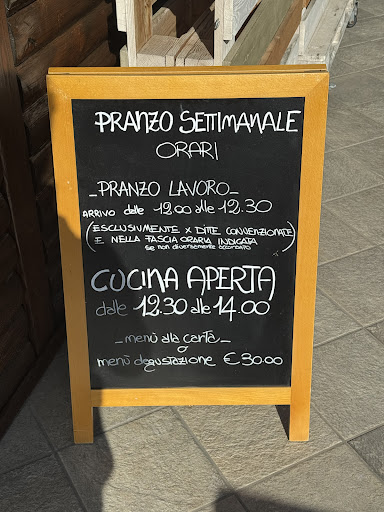 PRANZO SETTIMANALE
ORARI
_PRANZO LAVORO_
ARRIVO dalle 12.00 alle 12.30
(ESCLUSIVMENTE X DITTE CONVENZIONATE
E NELLA FASCIA ORARIA INDICATA)
se non diversamente accordato
CUCINA APERTA
dalle 12.30 alle 14.00
_menù alla carta_
o
menù degustazione €30.00